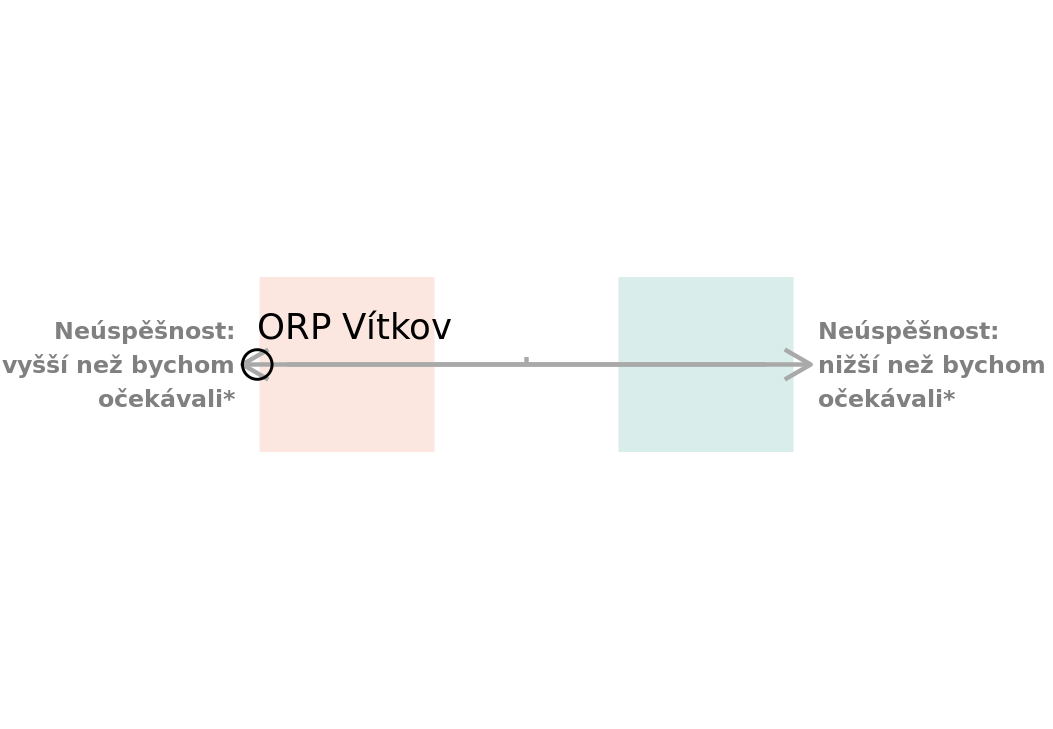 ORP Vítkov
Neúspěšnost:
vyšší než bychom
očekávali*
Neúspěšnost:
nižší než bychom
očekávali*